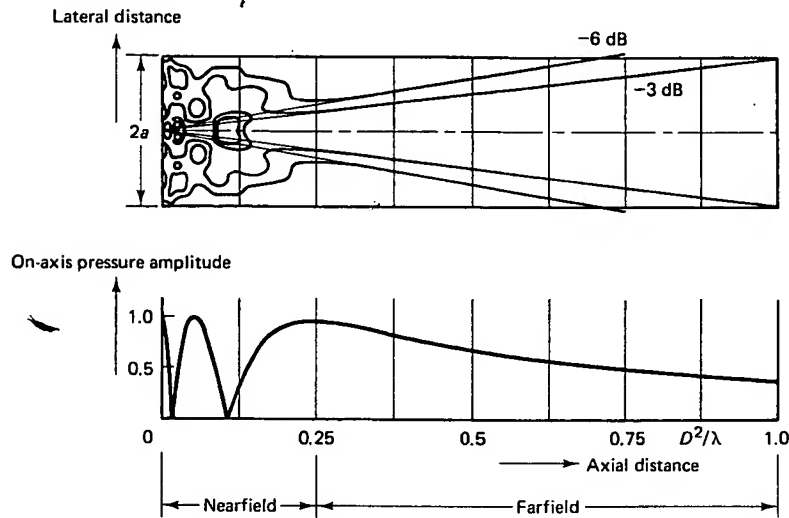 Lateral distance
−6 dB
−3 dB
2a
On-axis pressure amplitude
1.0
0.5
0
0.25
0.5
0.75
D²/λ
1.0
Axial distance
Nearfield
Farfield